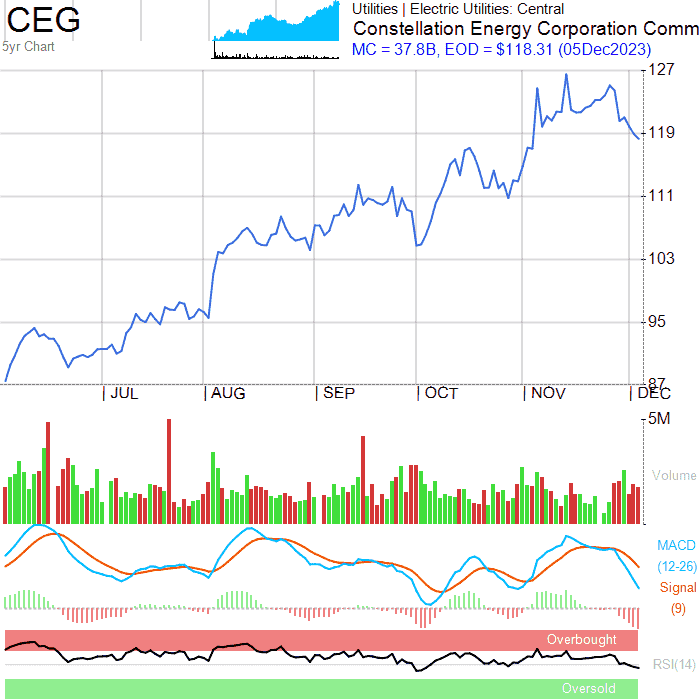 CEG
5yr Chart
Utilities | Electric Utilities: Central
Constellation Energy Corporation Comm
MC = 37.8B, EOD = $118.31 (05Dec2023)
127
119
111
103
95
87
| JUL | AUG | SEP | OCT | NOV | DEC
5M
Volume
MACD
(12-26)
Signal
(9)
Overbought
RSI(14)
Oversold